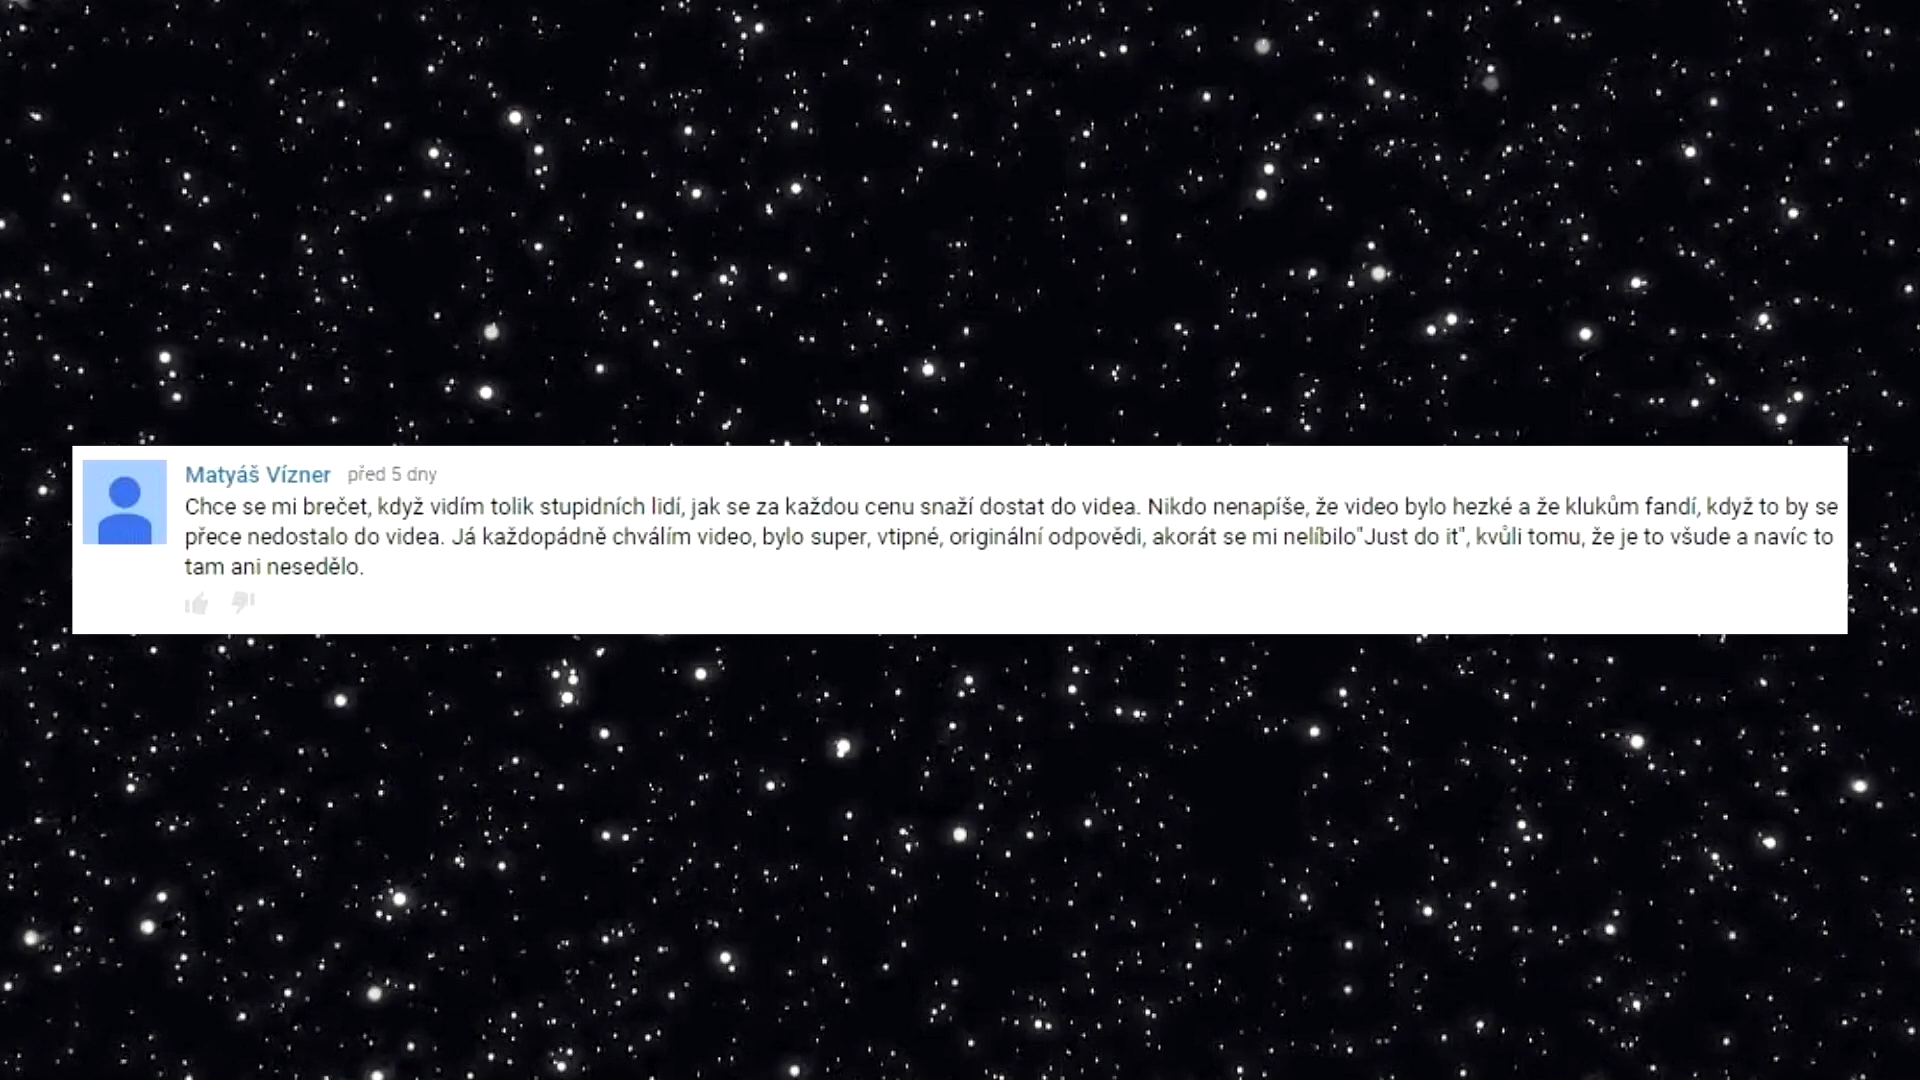 Matyáš Vízner před 5 dny
Chce se mi brečet, když vidím tolik stupidních lidí, jak se za každou cenu snaží dostat do videa. Nikdo nenapíše, že video bylo hezké a že klukům fandí, když to by se
přece nedostalo do videa. Já každopádně chválím video, bylo super, vtipné, originální odpovědi, akorát se mi nelíbilo"Just do it", kvůli tomu, že je to všude a navíc to
tam ani nesedělo.